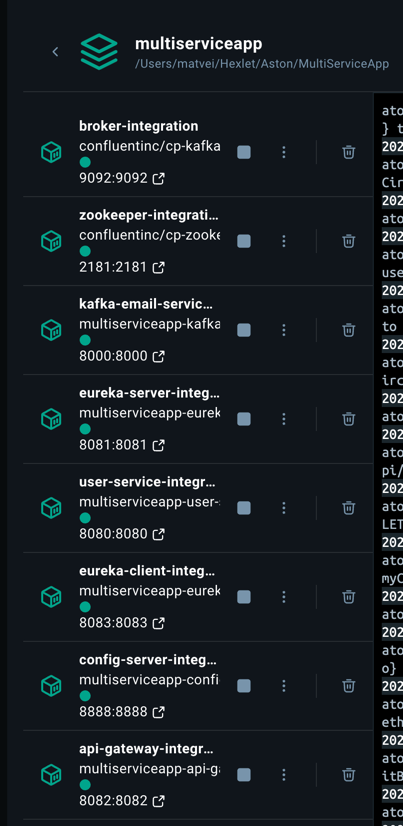 multiserviceapp
/Users/matvei/Hexlet/Aston/MultiServiceApp
broker-integration
confluentinc/cp-kafka
9092:9092
zookeeper-integrati...
confluentinc/cp-zooke
2181:2181
kafka-email-servic...
multiserviceapp-kafka
8000:8000
eureka-server-integ...
multiserviceapp-eurek
8081:8081
user-service-integr...
multiserviceapp-user-
8080:8080
eureka-client-integ...
multiserviceapp-eurek
8083:8083
config-server-integ...
multiserviceapp-confi
8888:8888
api-gateway-integr...
multiserviceapp-api-ga
8082:8082
ato
} t
202
ato
Cir
202
ato
202
ato
use
202
ato
to
202
ato
irc
202
ato
202
ato
pi/
202
ato
LET
202
ato
myC
202
ato
202
ato
o}
202
ato
eth
202
ato
itB
202
ato